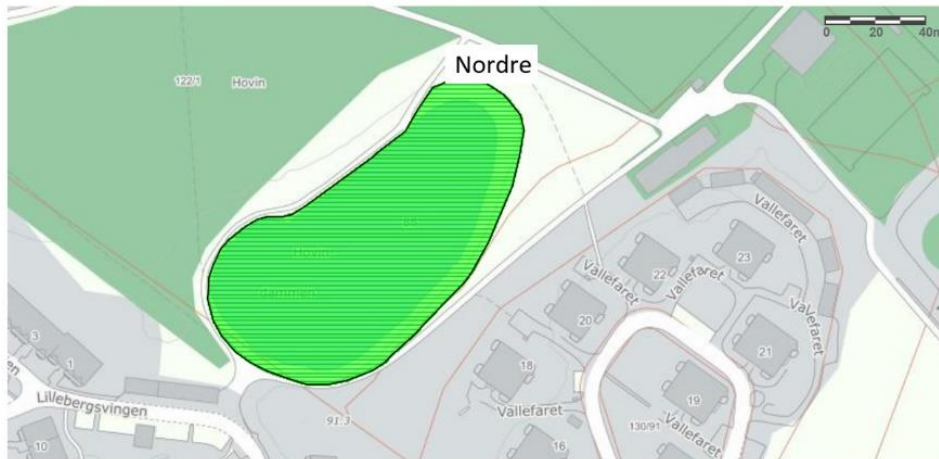 Nordre
0 20 40m
122/1
Hovin
Vallefaret
23
Vallefaret
22
Vallefaret
Vallefaret
20
21
3
1
18
19
Lillebergsvingen
Vallefaret
91:3
130/91
Vallefaret
10
16